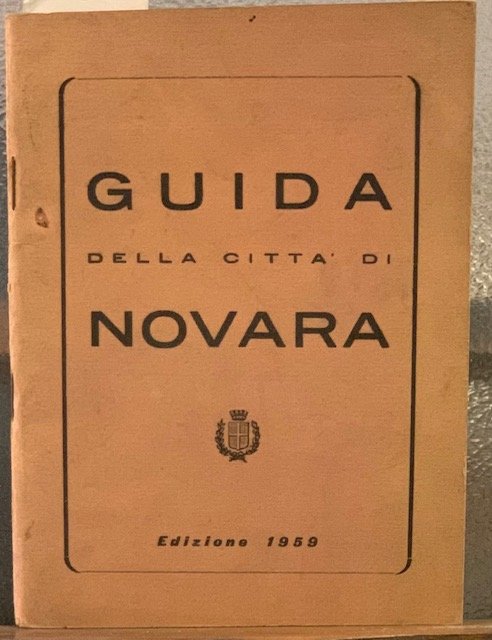 GUIDA
DELLA CITTA' DI
NOVARA
Edizione 1959